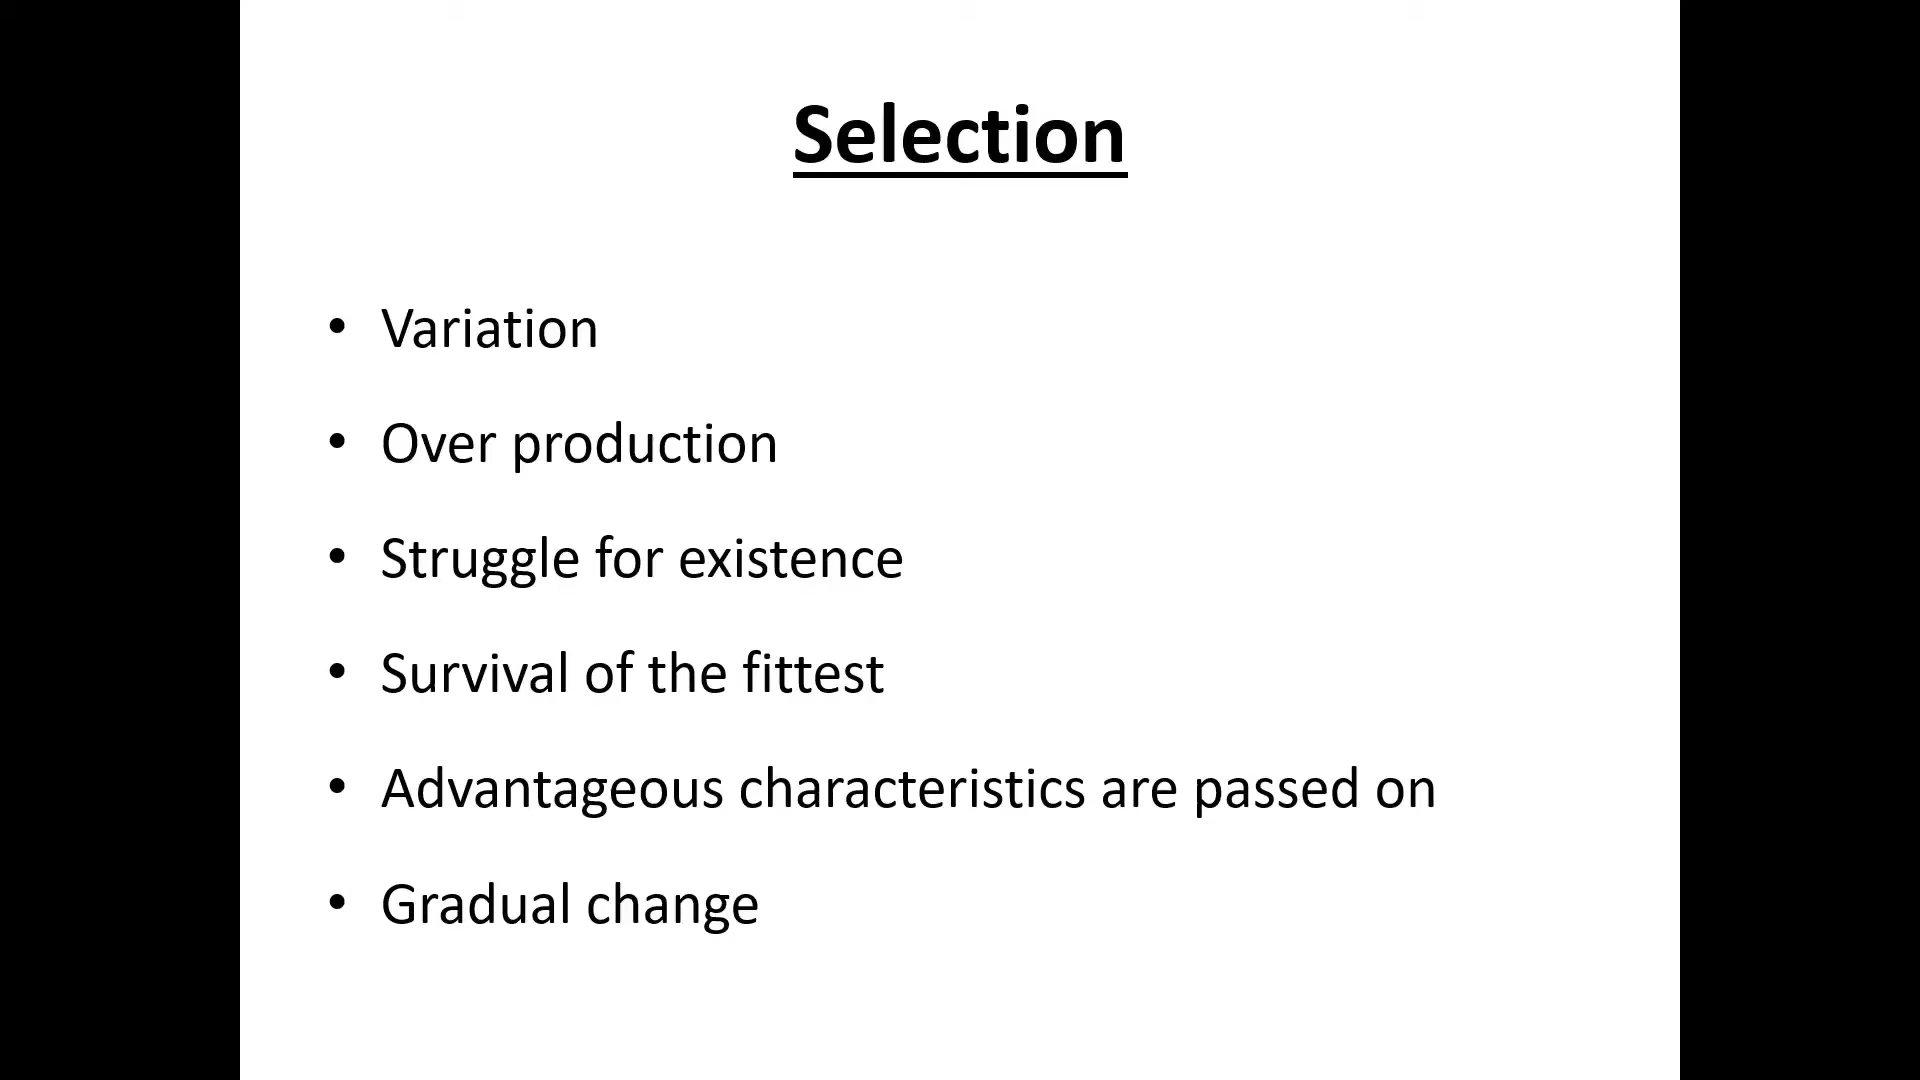 Selection
• Variation
• Over production
• Struggle for existence
• Survival of the fittest
• Advantageous characteristics are passed on
• Gradual change